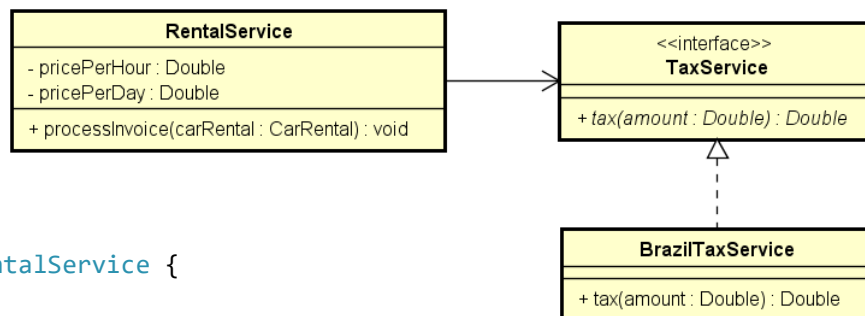 RentalService
- pricePerHour : Double
- pricePerDay : Double
+ processInvoice(carRental : CarRental) : void
<<interface>>
TaxService
+ tax(amount : Double) : Double
ntalService {
BrazilTaxService
+ tax(amount : Double) : Double